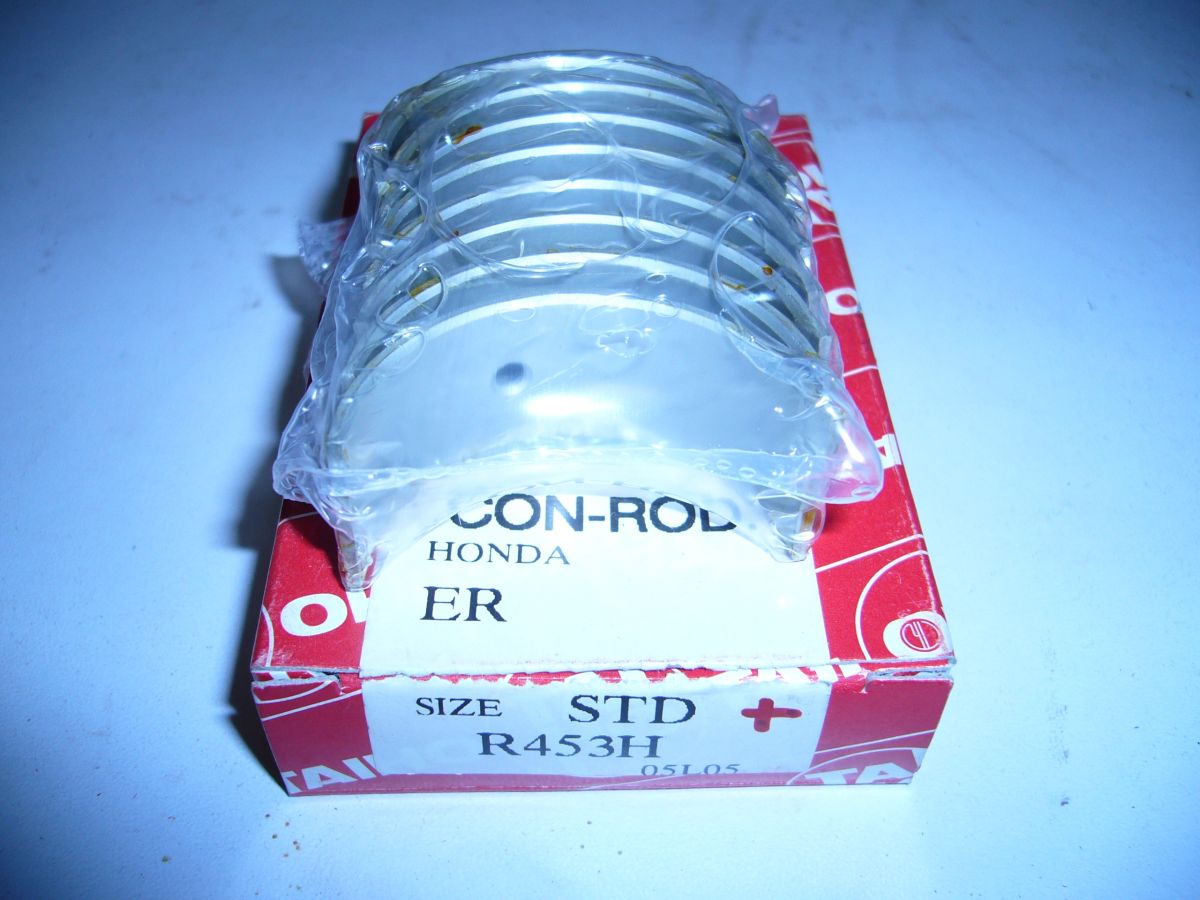 CON-ROD
HONDA
ER
SIZE STD +
R453H
05L05